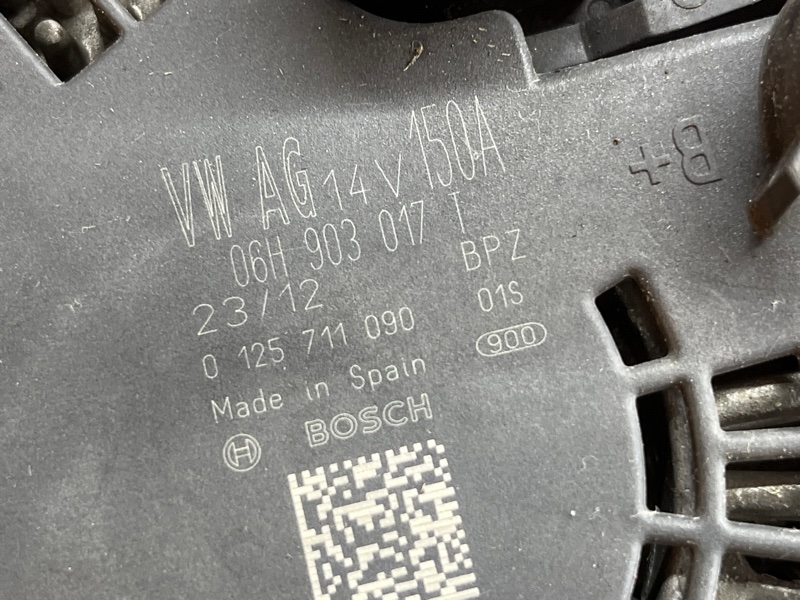 VW AG 14V 150A
06H 903 017 T
23/12 BPZ
0 125 711 090 01S
Made in Spain 900
H BOSCH
B+